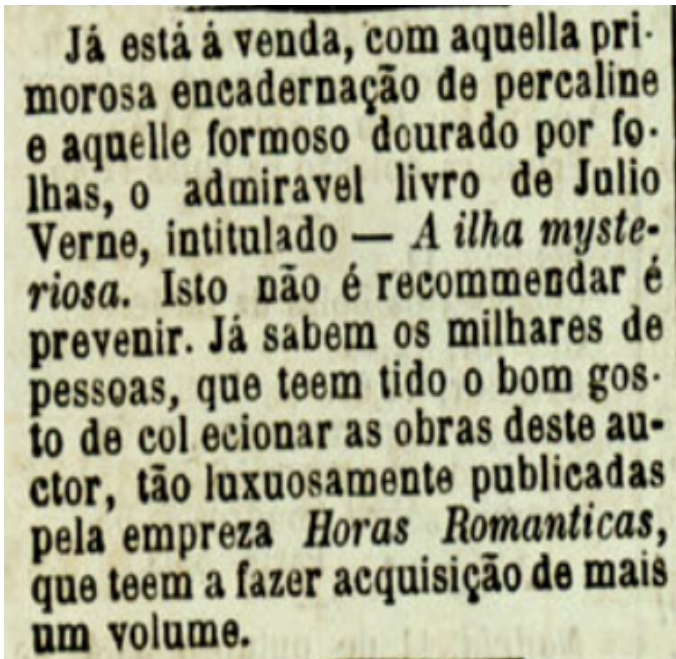 Já está á venda, com aquella pri-
morosa encadernação de percaline
e aquelle formoso dourado por fo-
lhas, o admiravel livro de Julio
Verne, intitulado — A ilha myste-
riosa. Isto não é recommendar é
prevenir. Já sabem os milhares de
pessoas, que teem tido o bom gos-
to de col ecionar as obras deste au-
ctor, tão luxuosamente publicadas
pela empreza Horas Romanticas,
que teem a fazer acquisição de mais
um volume.